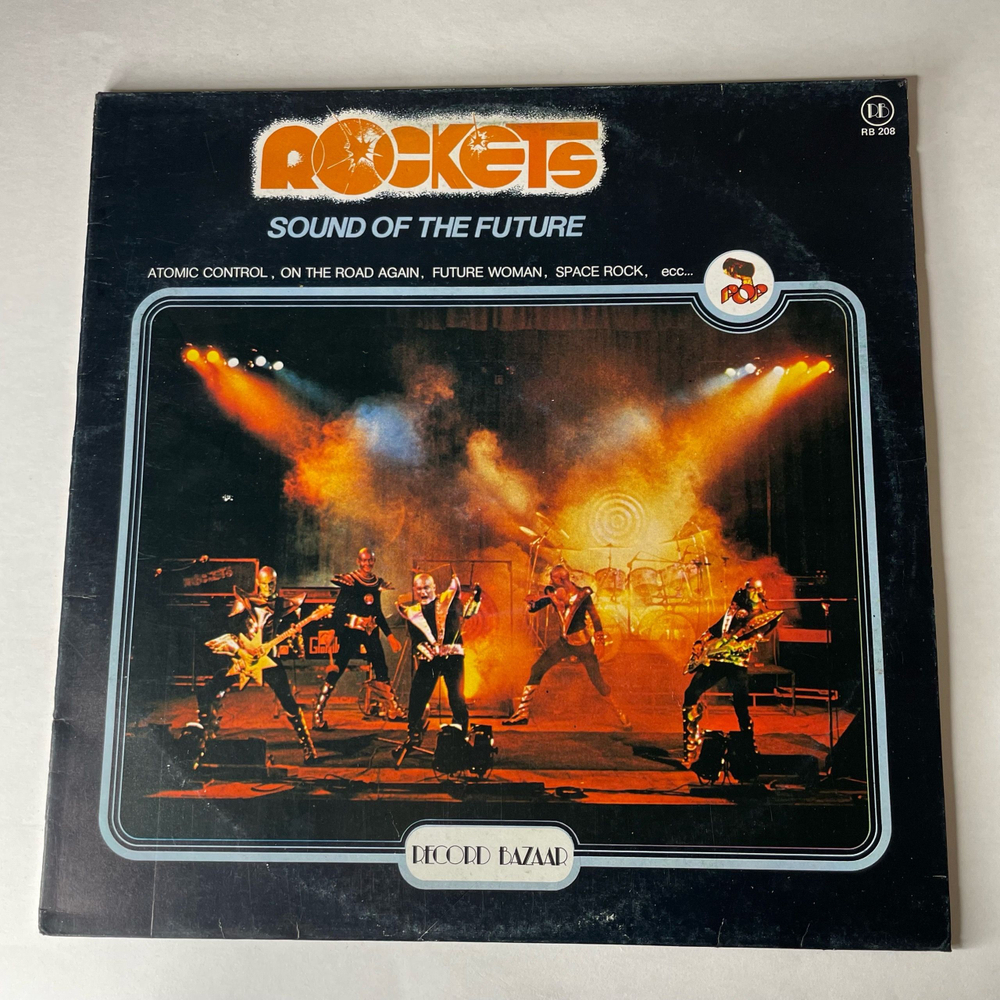 RB
RB 208
ROCKETS
SOUND OF THE FUTURE
ATOMIC CONTROL, ON THE ROAD AGAIN, FUTURE WOMAN, SPACE ROCK, ecc...
POP
ROCKETS
RECORD BAZAAR